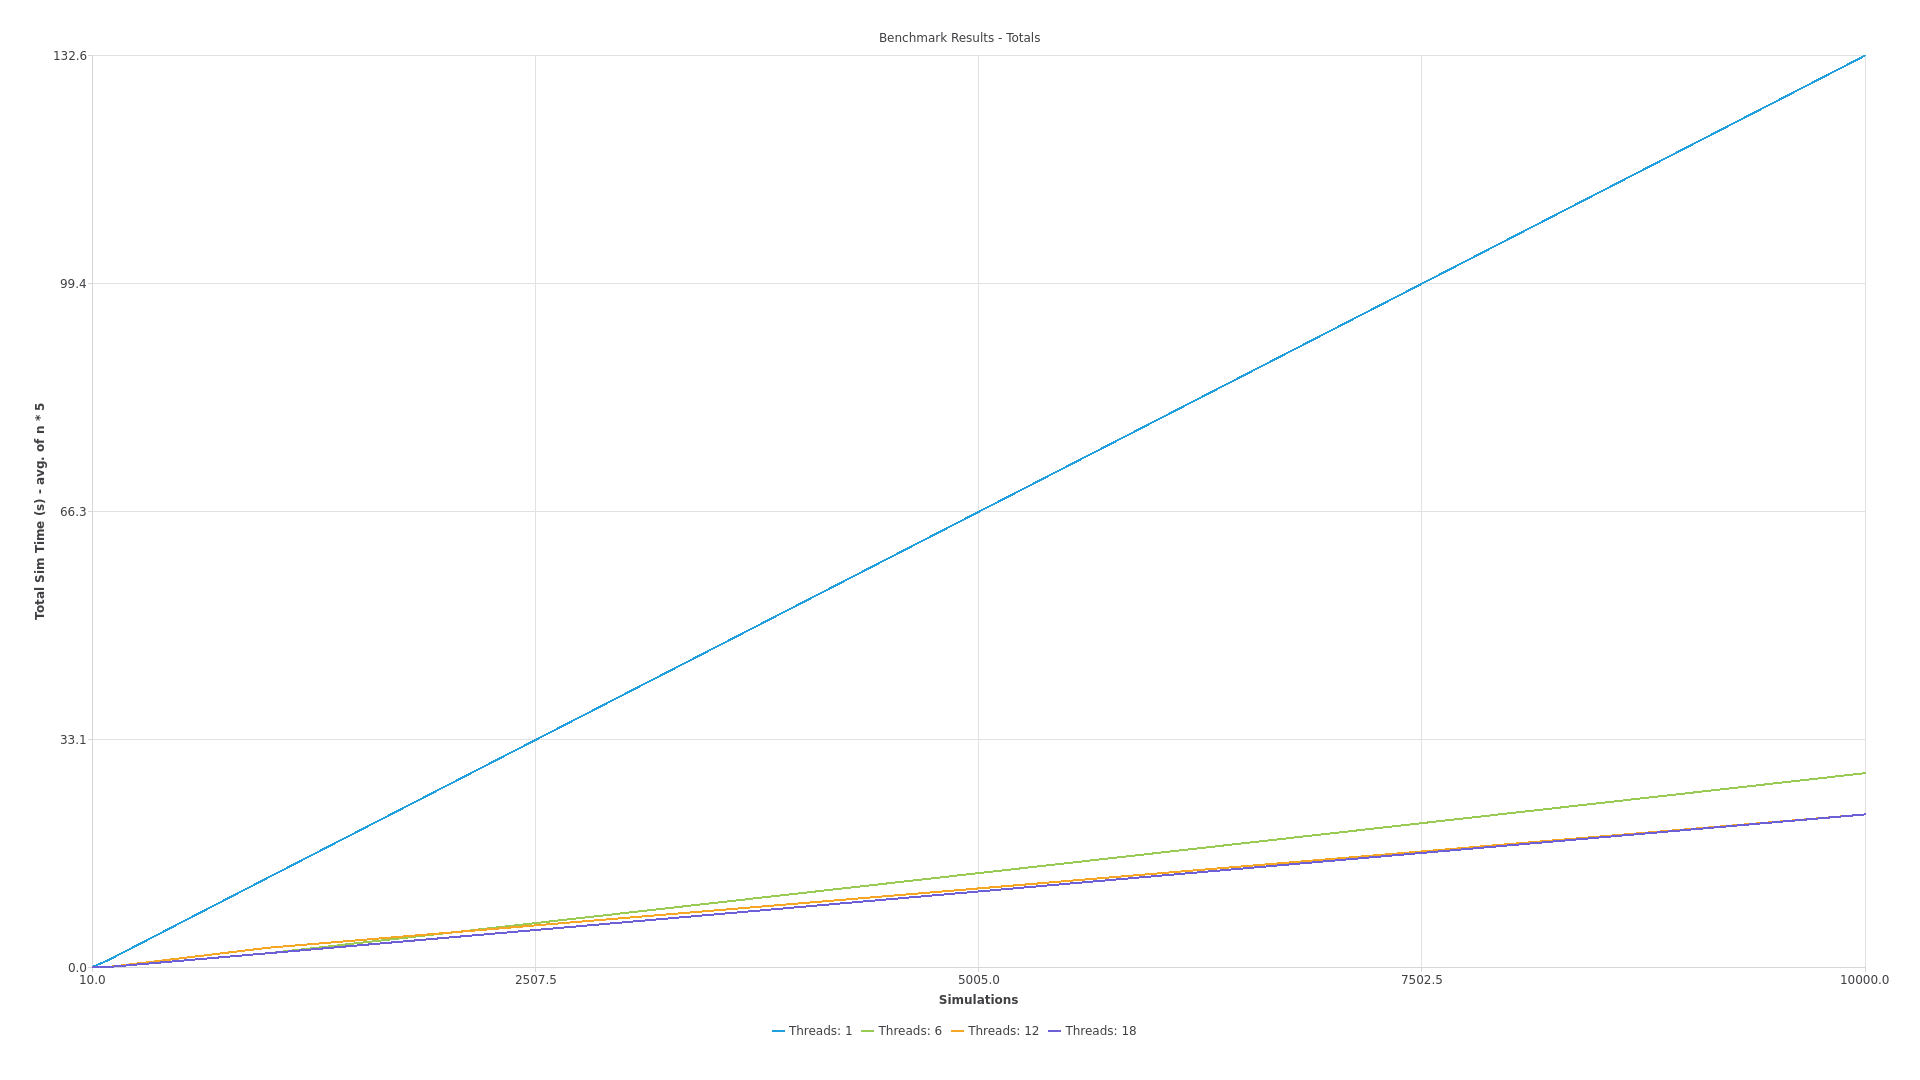 Benchmark Results - Totals
132.6
99.4
66.3
33.1
0.0
Total Sim Time (s) - avg. of n * 5
10.0 2507.5 5005.0 7502.5 10000.0
Simulations
Threads: 1 Threads: 6 Threads: 12 Threads: 18